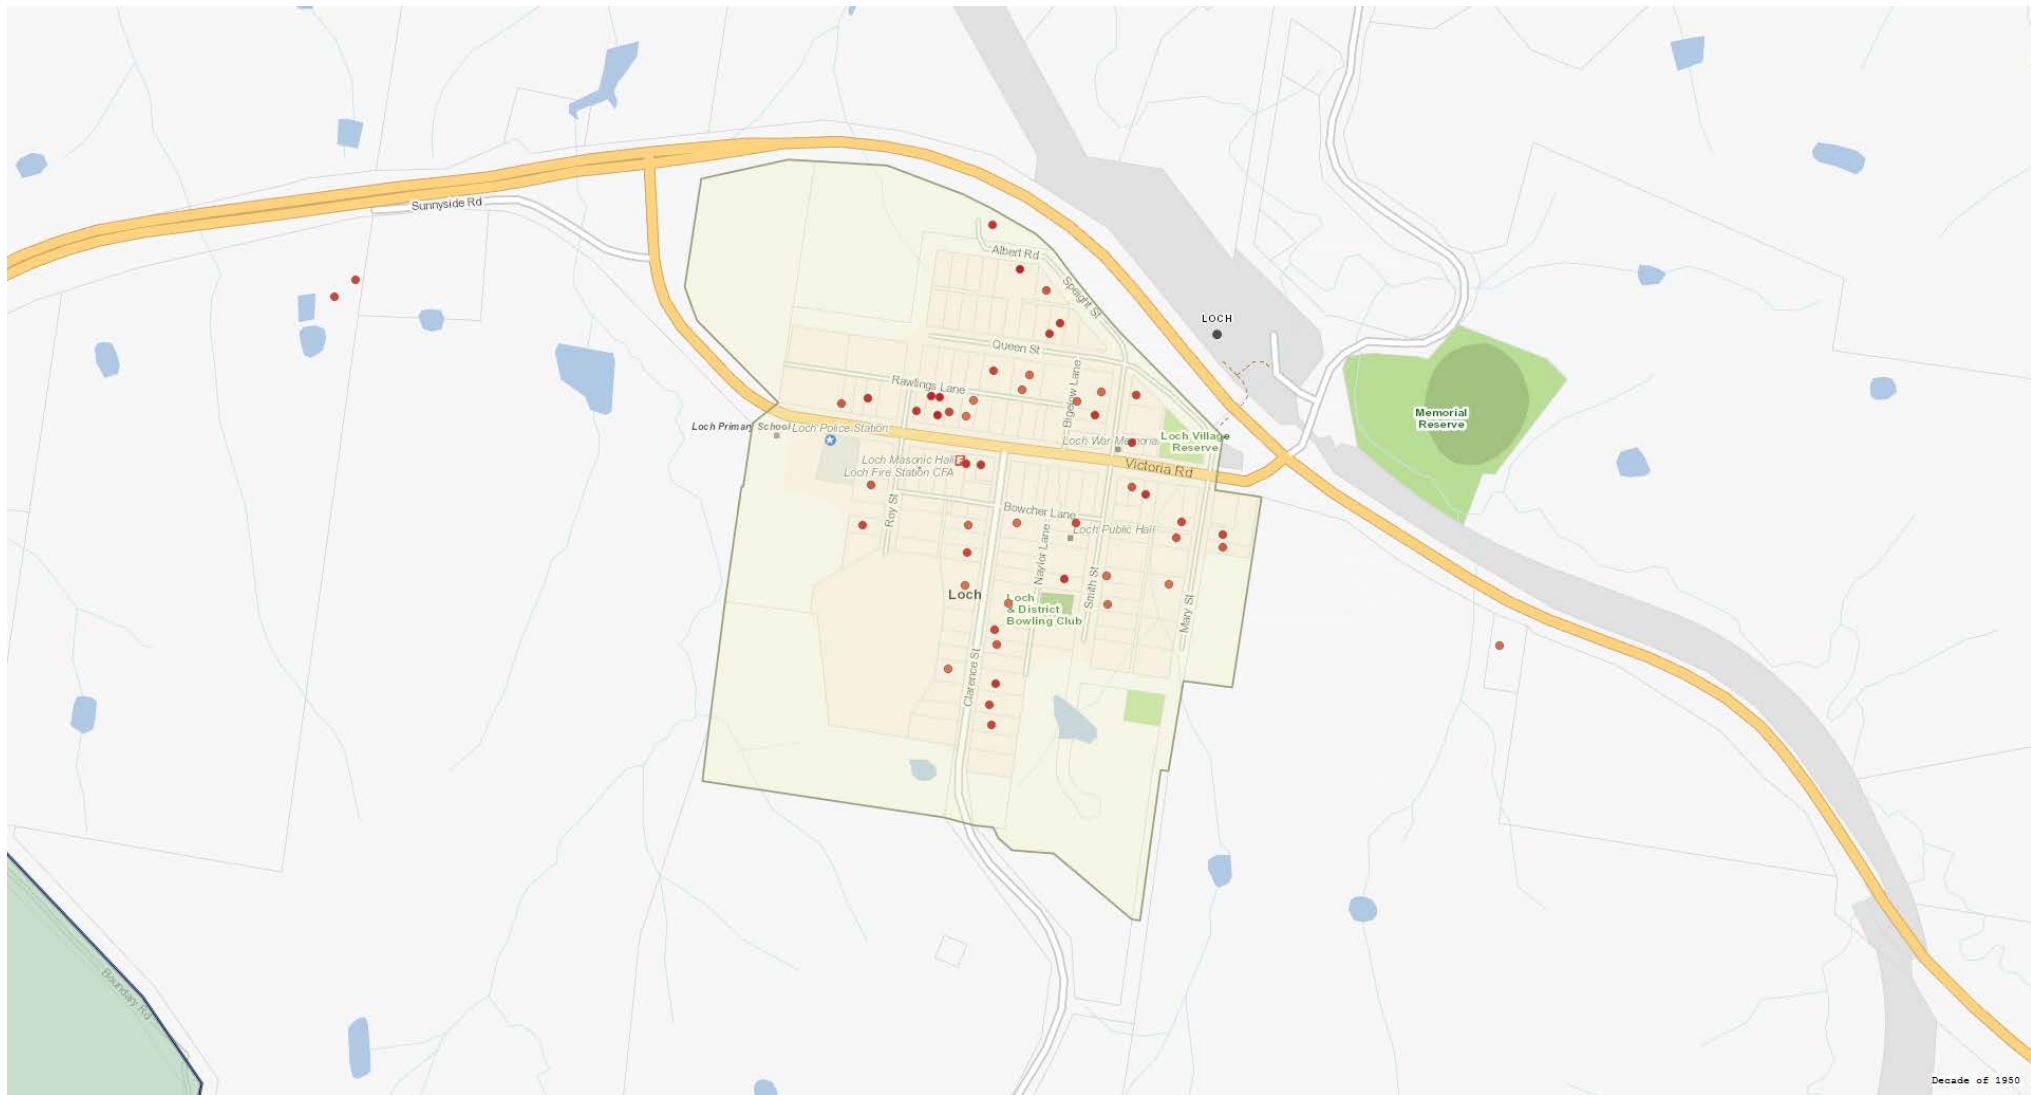 Sunnyside Rd
Albert Rd
Speight St
LOCH
Queen St
Bigelow Lane
Rawlings Lane
Memorial
Reserve
Loch Primary School
Loch Police Station
Loch Village
Reserve
Loch War Memorial
Loch Masonic Hall
F
Loch Fire Station CFA
Victoria Rd
Roy St
Bowcher Lane
Loch Public Hall
Naylor Lane
Smith St
Loch
Loch
& District
Bowling Club
Mary St
Clarence St
Boundary Rd
Decade of 1950